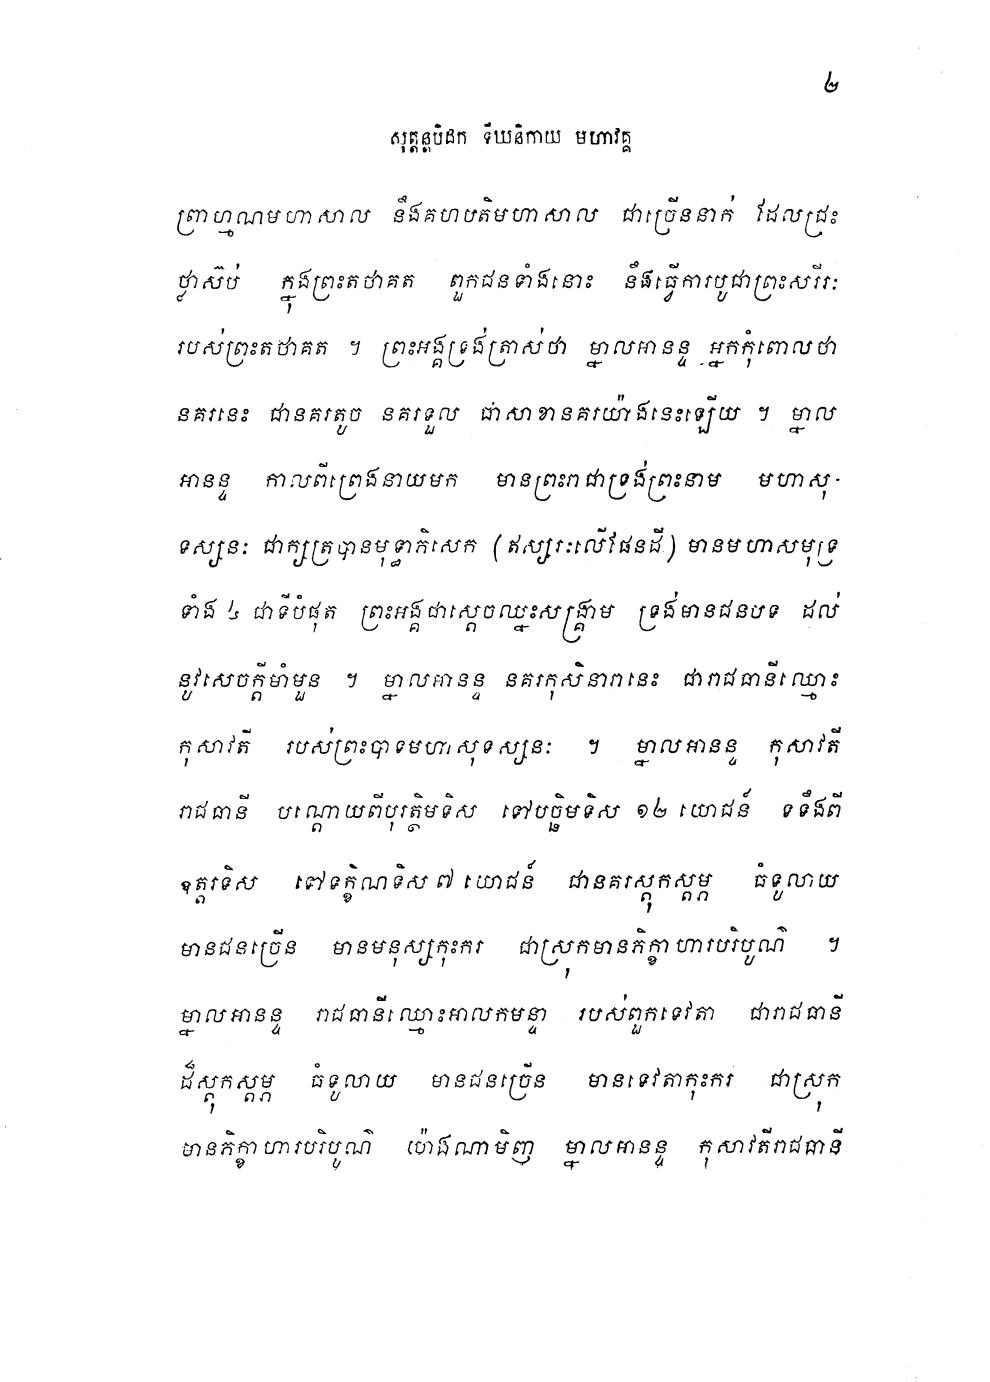 ២
សុត្តន្តបិដក ទីឃនិកាយ មហាវគ្គ
ព្រាហ្មណមហាសាល នឹងគហបតិមហាសាល ជាច្រើននាក់ ដែលជ្រះ
ថ្លាស៊ប់ ក្នុងព្រះតថាគត ពួកជនទាំងនោះ នឹងធ្វើការបូជាព្រះសរីរៈ
របស់ព្រះតថាគត ។ ព្រះអង្គទ្រង់ត្រាស់ថា ម្នាលអានន្ទ អ្នកកុំពោលថា
នគរនេះ ជានគរតូច នគរទួល ជាសាខានគរយ៉ាងនេះឡើយ ។ ម្នាល
អានន្ទ កាលពីព្រេងនាយមក មានព្រះរាជាទ្រង់ព្រះនាម មហាសុ-
ទស្សនៈ ជាក្សត្របានមុទ្ធាភិសេក (ឥស្សរៈលើផែនដី) មានមហាសមុទ្រ
ទាំង ៤ ជាទីបំផុត ព្រះអង្គជាស្តេចឈ្នះសង្គ្រាម ទ្រង់មានជនបទ ដល់
នូវសេចក្តីមាំមួន ។ ម្នាលអានន្ទ នគរកុសិនារានេះ ជារាជធានីឈ្មោះ
កុសាវតី របស់ព្រះបាទមហាសុទស្សនៈ ។ ម្នាលអានន្ទ កុសាវតី
រាជធានី បណ្តោយពីបុរត្ថិមទិស ទៅបច្ឆិមទិស ១២ យោជន៍ ទទឹងពី
ឧត្តរទិស ទៅទក្ខិណទិស ៧ យោជន៍ ជានគរស្តុកស្តម្ភ ធំទូលាយ
មានជនច្រើន មានមនុស្សកុះករ ជាស្រុកមានភិក្ខាហារបរិបូណ៌ ។
ម្នាលអានន្ទ រាជធានីឈ្មោះអាលកមន្ទា របស់ពួកទេវតា ជារាជធានី
ដ៏ស្តុកស្តម្ភ ធំទូលាយ មានជនច្រើន មានទេវតាកុះករ ជាស្រុក
មានភិក្ខាហារបរិបូណ៌ យ៉ាងណាមិញ ម្នាលអានន្ទ កុសាវតីរាជធានី